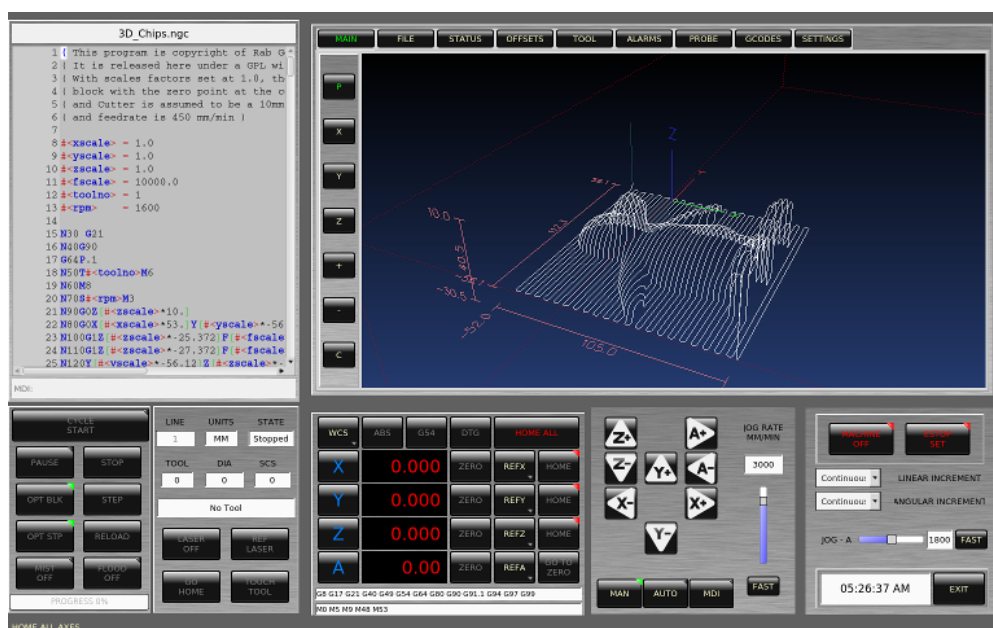 3D_Chips.ngc
1 ( This program is copyright of Rab G
2 ( It is released here under a GPL wi
3 ( With scales factors set at 1.0, th
4 ( block with the zero point at the c
5 ( and Cutter is assumed to be a 10mm
6 ( and feedrate is 450 mm/min )
7
8 #<xscale> = 1.0
9 #<yscale> = 1.0
10 #<zscale> = 1.0
11 #<fscale> = 10000.0
12 #<toolno> = 1
13 #<rpm>    = 1600
14
15 N30 G21
16 N40G90
17 G64P.1
18 N50T#<toolno>M6
19 N60M8
20 N70S#<rpm>M3
21 N90G0Z[#<zscale>*10.]
22 N80G0X[#<xscale>*53.]Y[#<yscale>*-56
23 N100G1Z[#<zscale>*-25.372]F[#<fscale
24 N110G1Z[#<zscale>*-27.372]F[#<fscale
25 N120Y[#<yscale>*-56.12]Z[#<zscale>*-
MDI:
MAIN FILE STATUS OFFSETS TOOL ALARMS PROBE GCODES SETTINGS
P
X
Y
Z
+
-
C
Z
10.0
40.5
-30.5
-52.0
105.0
CYCLE START
PAUSE STOP
OPT BLK STEP
OPT STP RELOAD
MIST OFF FLOOD OFF
PROGRESS 0%
LINE UNITS STATE
1 MM Stopped
TOOL DIA SCS
0 0 0
No Tool
LASER OFF REF LASER
GO HOME TOUCH TOOL
WCS ABS G54 DTG HOME ALL
X 0.000 ZERO REFX HOME
Y 0.000 ZERO REFY HOME
Z 0.000 ZERO REFZ HOME
A 0.00 ZERO REFA GO TO ZERO
G8 G17 G21 G40 G49 G54 G64 G80 G90 G91.1 G94 G97 G99
M0 M5 M9 M48 M53
Z+ A+
Z- Y+ A-
X- X+
Y-
JOG RATE
MM/MIN
3000
FAST
MAN AUTO MDI
MACHINE OFF ESTOP SET
Continuou: LINEAR INCREMENT
Continuou: ANGULAR INCREMENT
JOG - A 1800 FAST
05:26:37 AM EXIT
HOME ALL AXES